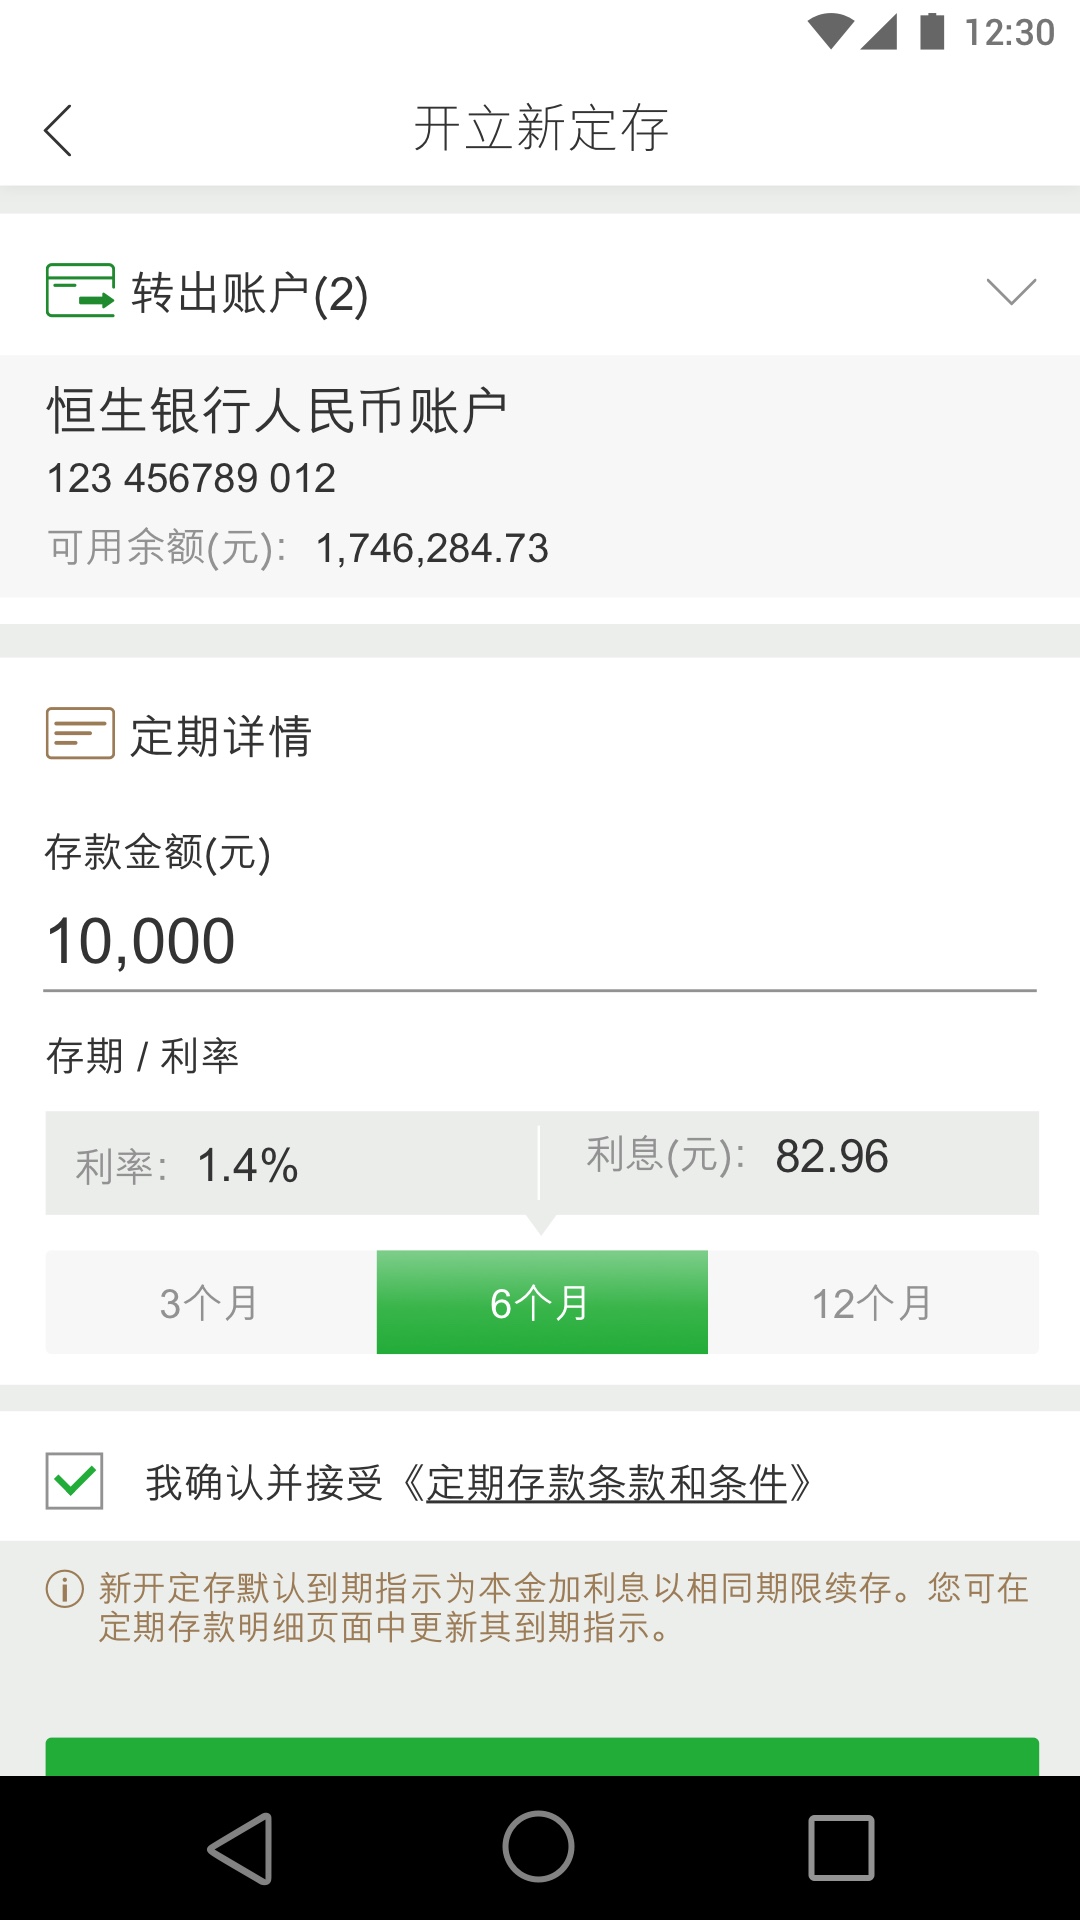 12:30
开立新定存
转出账户(2)
恒生银行人民币账户
123 456789 012
可用余额(元)： 1,746,284.73
定期详情
存款金额(元)
10,000
存期 / 利率
利率： 1.4% 利息(元)： 82.96
3个月 6个月 12个月
我确认并接受《定期存款条款和条件》
新开定存默认到期指示为本金加利息以相同期限续存。您可在
定期存款明细页面中更新其到期指示。